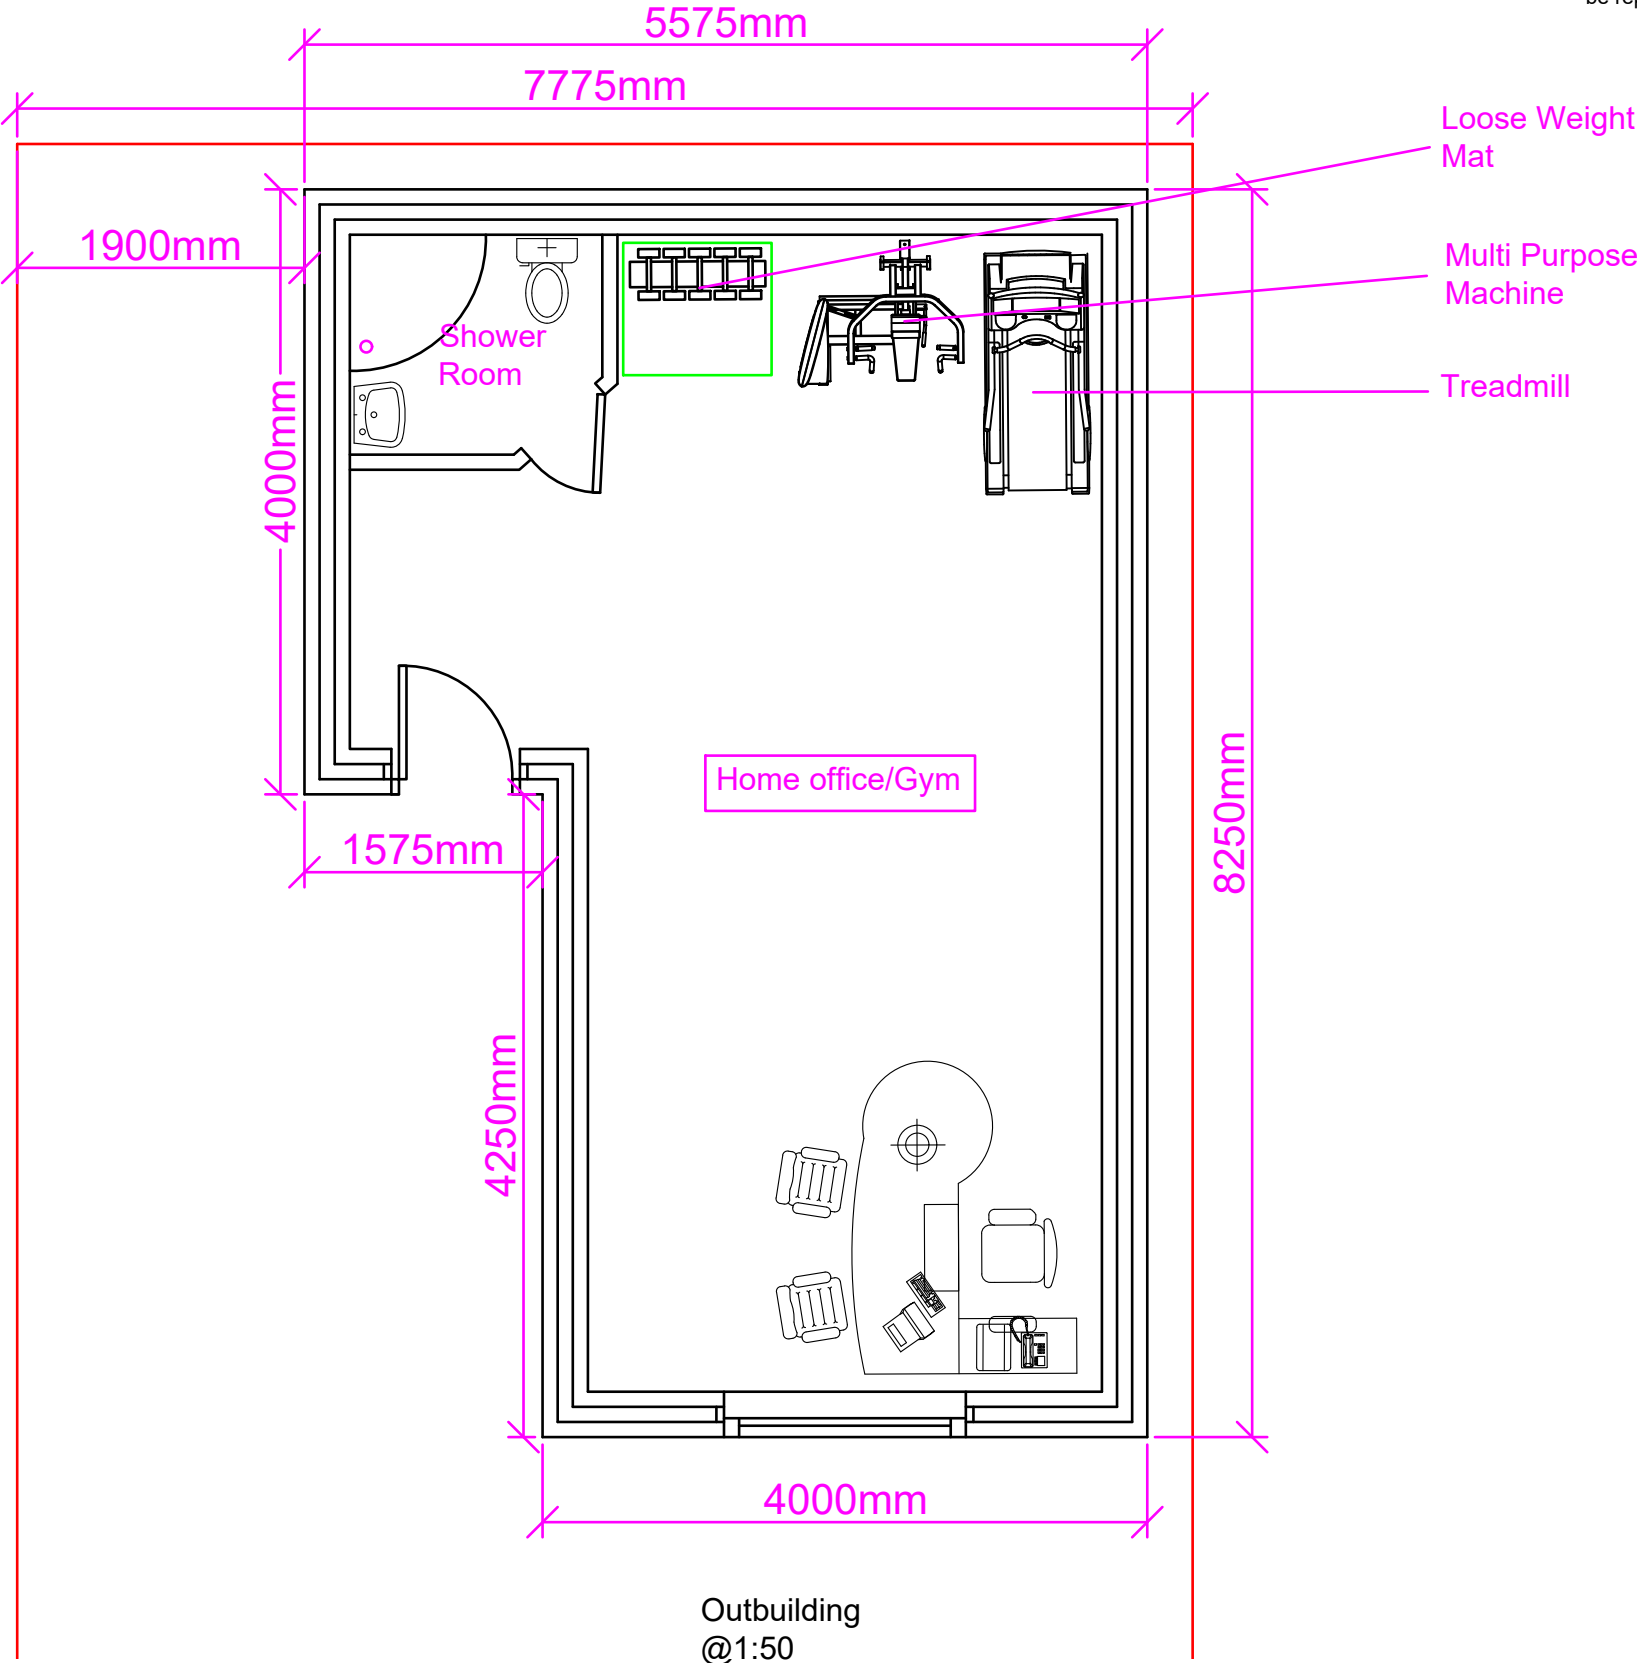 5575mm
7775mm
Loose Weight
Mat
1900mm
Multi Purpose
Machine
Shower
Room
Treadmill
4000mm
Home office/Gym
8250mm
1575mm
4250mm
4000mm
Outbuilding
@1:50